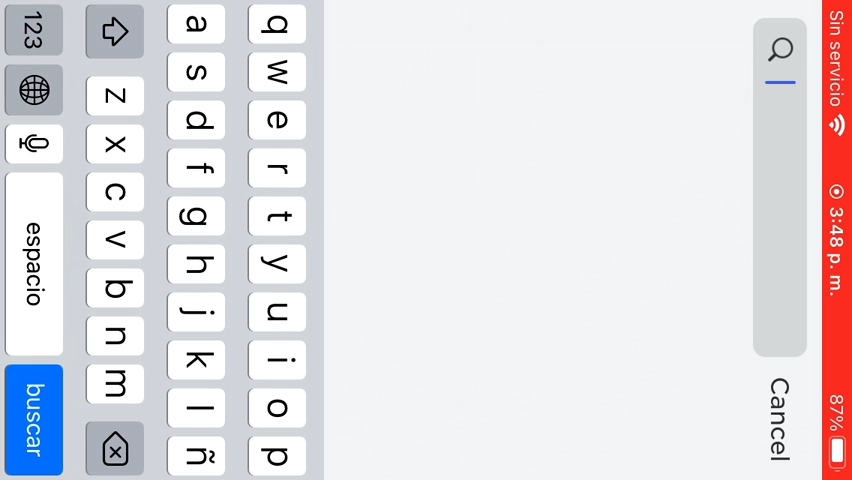 Sin servicio 3:48 p. m. 87%
Cancel
q w e r t y u i o p
a s d f g h j k l ñ
z x c v b n m
123 espacio buscar